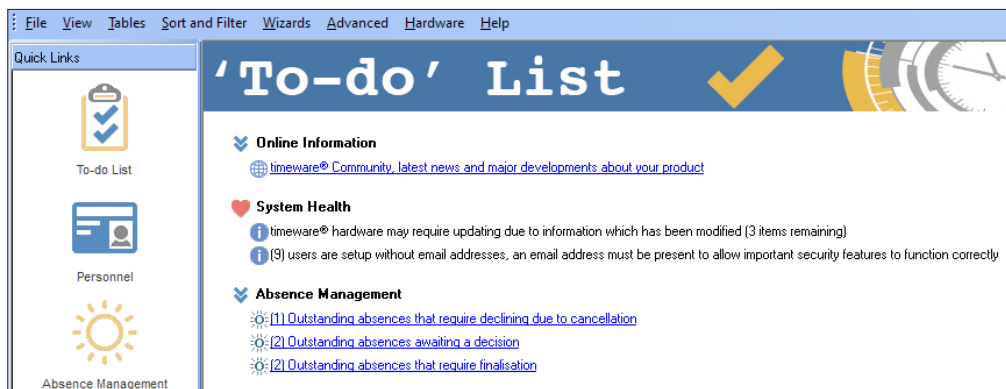 File View Tables Sort and Filter Wizards Advanced Hardware Help
Quick Links
'To-do' List
To-do List
Personnel
Absence Management
Online Information
timeware® Community, latest news and major developments about your product
System Health
timeware® hardware may require updating due to information which has been modified (3 items remaining)
(9) users are setup without email addresses, an email address must be present to allow important security features to function correctly
Absence Management
(1) Outstanding absences that require declining due to cancellation
(2) Outstanding absences awaiting a decision
(2) Outstanding absences that require finalisation